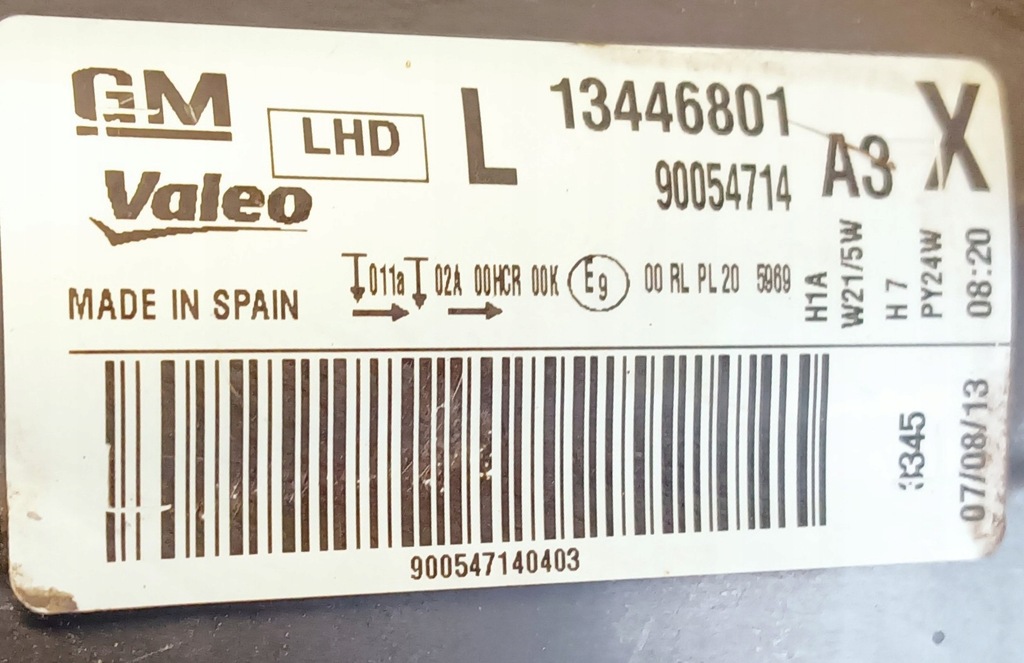 GM
Valeo
LHD
L
13446801
90054714
A3
X
MADE IN SPAIN
011a 02A 00HCR 00K E9 00 RL PL 20 5969
H1A
W21/5W
H7
PY24W
08:20
07/08/13
900547140403